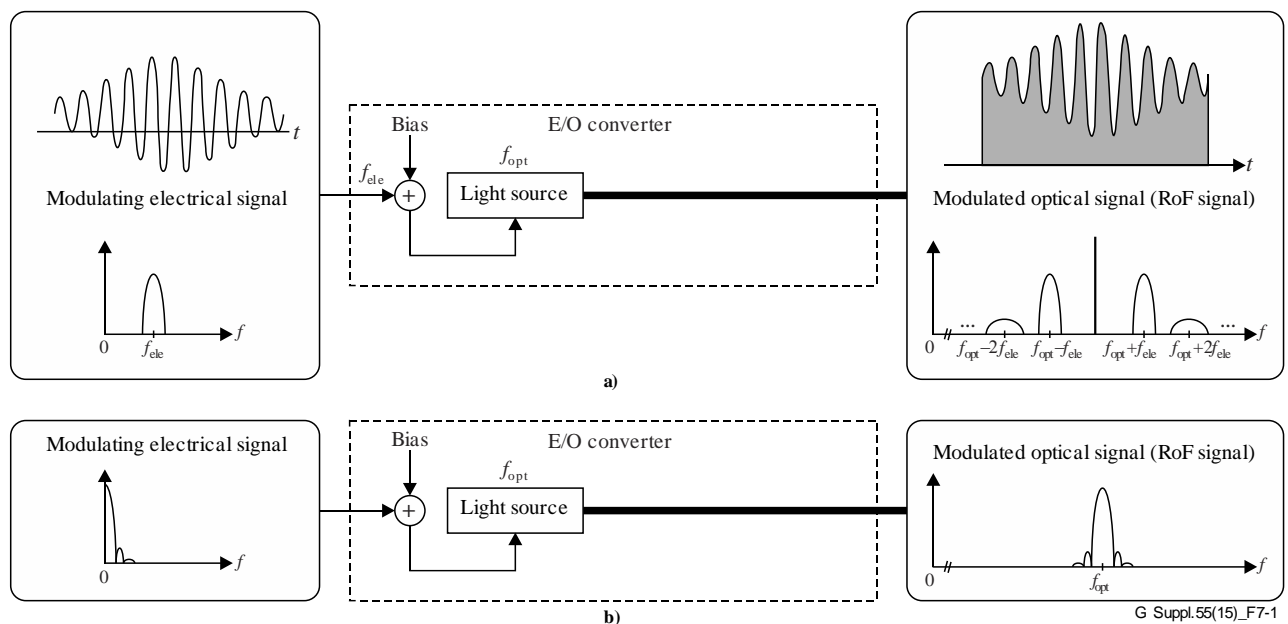 Bias
E/O converter
t
f_opt
f_ele
Modulating electrical signal
+
Light source
t
Modulated optical signal (RoF signal)
0
f_ele
f
...
...
0
f_opt−2f_ele
f_opt−f_ele
f_opt+f_ele
f_opt+2f_ele
f
a)
Modulating electrical signal
Bias
E/O converter
Modulated optical signal (RoF signal)
f_opt
+
Light source
0
f
0
f_opt
f
b)
G Suppl.55(15)_F7-1